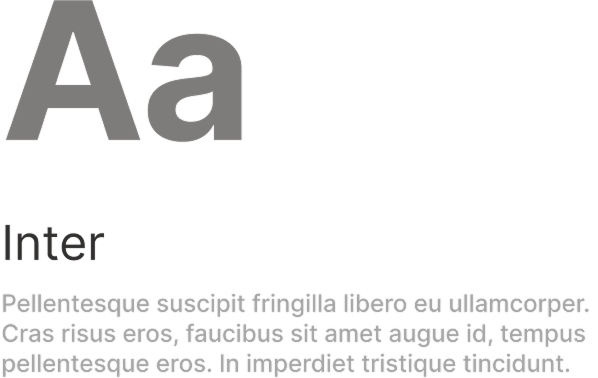 Aa
Inter
Pellentesque suscipit fringilla libero eu ullamcorper.
Cras risus eros, faucibus sit amet augue id, tempus
pellentesque eros. In imperdiet tristique tincidunt.